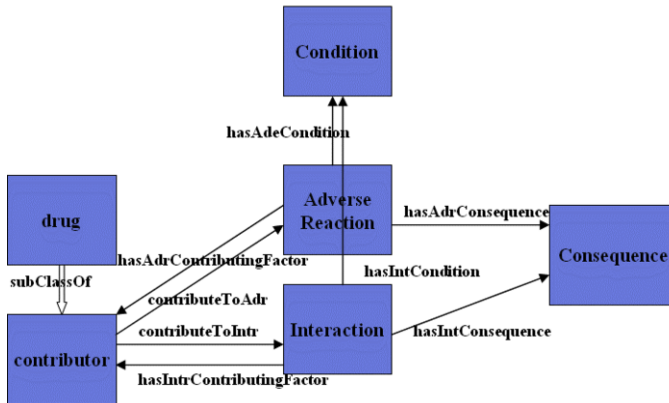 Condition
hasAdeCondition
Adverse
Reaction
drug
hasAdrConsequence
Consequence
hasAdrContributingFactor
subClassOf
hasIntCondition
contributeToAdr
contributeToIntr
Interaction
hasIntConsequence
contributor
hasIntrContributingFactor